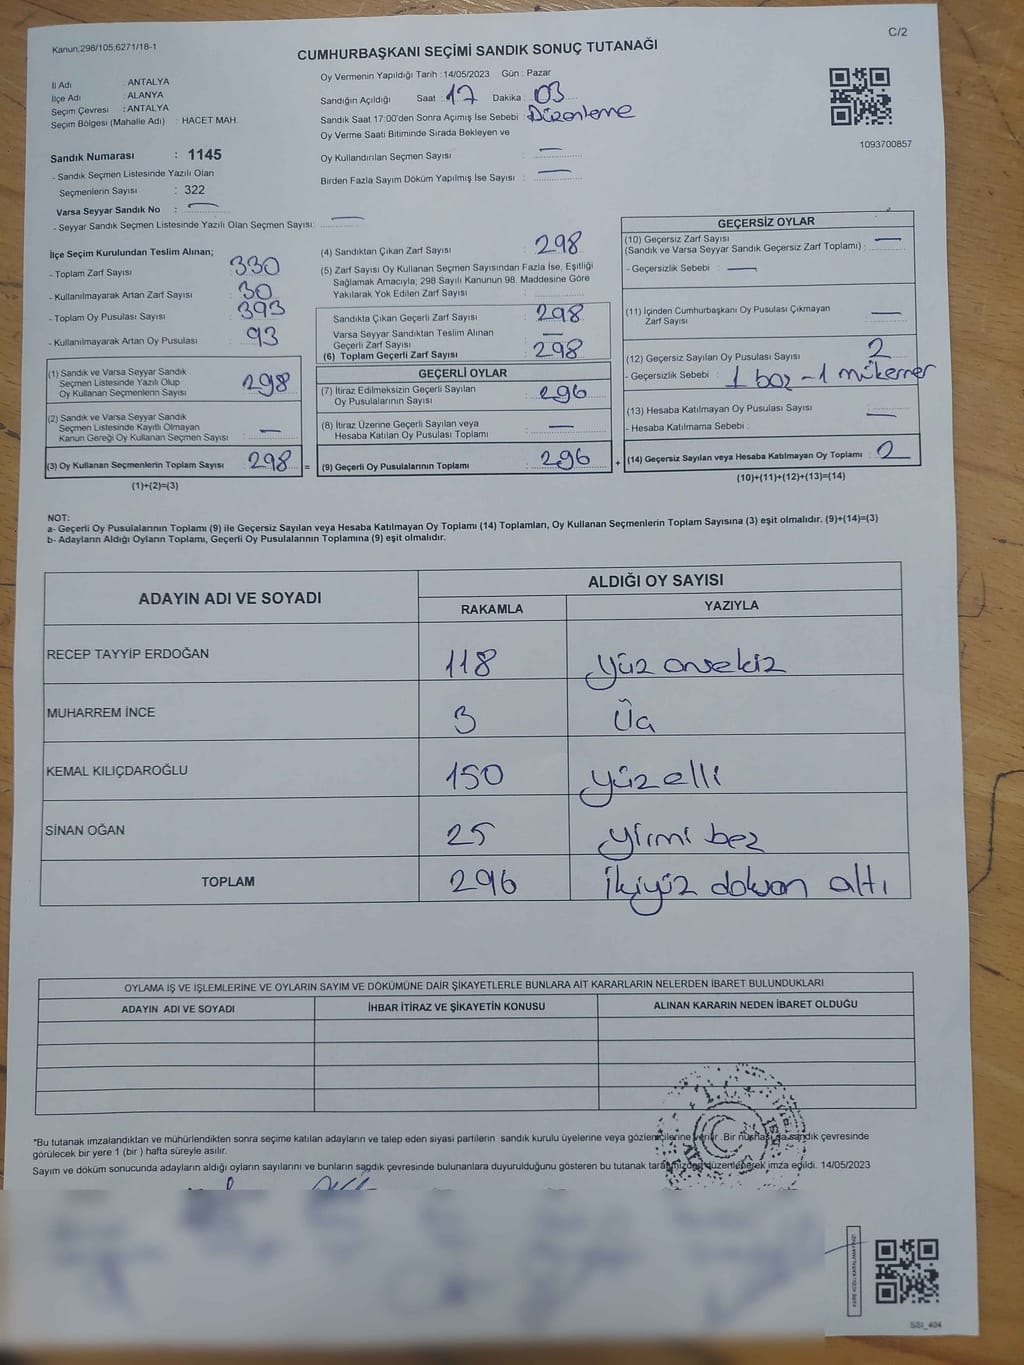 Kanun;298/105;6271/18-1
C/2
CUMHURBAŞKANI SEÇİMİ SANDIK SONUÇ TUTANAĞI
İl Adı : ANTALYA
İlçe Adı : ALANYA
Seçim Çevresi : ANTALYA
Seçim Bölgesi (Mahalle Adı) : HACET MAH.
Oy Vermenin Yapıldığı Tarih : 14/05/2023 Gün : Pazar
Sandığın Açıldığı Saat : 17 Dakika : 03
Sandık Saat 17:00'den Sonra Açımış İse Sebebi : Düzenleme
Oy Verme Saati Bitiminde Sırada Bekleyen ve
Oy Kullandırılan Seçmen Sayısı : —
Birden Fazla Sayım Döküm Yapılmış İse Sayısı : —
1093700857
Sandık Numarası : 1145
- Sandık Seçmen Listesinde Yazılı Olan
Seçmenlerin Sayısı : 322
Varsa Seyyar Sandık No : —
- Seyyar Sandık Seçmen Listesinde Yazılı Olan Seçmen Sayısı: —
İlçe Seçim Kurulundan Teslim Alınan;
- Toplam Zarf Sayısı : 330
- Kullanılmayarak Artan Zarf Sayısı : 30
- Toplam Oy Pusulası Sayısı : 393
- Kullanılmayarak Artan Oy Pusulası : 93
(1) Sandık ve Varsa Seyyar Sandık
Seçmen Listesinde Yazılı Olup
Oy Kullanan Seçmenlerin Sayısı : 298
(2) Sandık ve Varsa Seyyar Sandık
Seçmen Listesinde Kayıtlı Olmayan
Kanun Gereği Oy Kullanan Seçmen Sayısı : —
(3) Oy Kullanan Seçmenlerin Toplam Sayısı : 298 =
(1)+(2)=(3)
(4) Sandıktan Çıkan Zarf Sayısı : 298
(5) Zarf Sayısı Oy Kullanan Seçmen Sayısından Fazla İse, Eşitliği
Sağlamak Amacıyla; 298 Sayılı Kanunun 98. Maddesine Göre
Yakılarak Yok Edilen Zarf Sayısı :
Sandıkta Çıkan Geçerli Zarf Sayısı : 298
Varsa Seyyar Sandıktan Teslim Alınan
Geçerli Zarf Sayısı : —
(6) Toplam Geçerli Zarf Sayısı : 298
GEÇERLİ OYLAR
(7) İtiraz Edilmeksizin Geçerli Sayılan
Oy Pusulalarının Sayısı : 296
(8) İtiraz Üzerine Geçerli Sayılan veya
Hesaba Katılan Oy Pusulası Toplamı : —
(9) Geçerli Oy Pusulalarının Toplamı : 296 +
GEÇERSİZ OYLAR
(10) Geçersiz Zarf Sayısı
(Sandık ve Varsa Seyyar Sandık Geçersiz Zarf Toplamı) : —
- Geçersizlik Sebebi : —
(11) İçinden Cumhurbaşkanı Oy Pusulası Çıkmayan
Zarf Sayısı : —
(12) Geçersiz Sayılan Oy Pusulası Sayısı : 2
- Geçersizlik Sebebi : 1 boz - 1 mükerrer
(13) Hesaba Katılmayan Oy Pusulası Sayısı : —
- Hesaba Katılmama Sebebi :
(14) Geçersiz Sayılan veya Hesaba Katılmayan Oy Toplamı : 2
(10)+(11)+(12)+(13)=(14)
NOT:
a- Geçerli Oy Pusulalarının Toplamı (9) ile Geçersiz Sayılan veya Hesaba Katılmayan Oy Toplamı (14) Toplamları, Oy Kullanan Seçmenlerin Toplam Sayısına (3) eşit olmalıdır. (9)+(14)=(3)
b- Adayların Aldığı Oyların Toplamı, Geçerli Oy Pusulalarının Toplamına (9) eşit olmalıdır.
ADAYIN ADI VE SOYADI
ALDIĞI OY SAYISI
RAKAMLA YAZIYLA
RECEP TAYYİP ERDOĞAN 118 yüz onsekiz
MUHARREM İNCE 3 Üç
KEMAL KILIÇDAROĞLU 150 yüz elli
SİNAN OĞAN 25 yirmi beş
TOPLAM 296 ikiyüz doksan altı
OYLAMA İŞ VE İŞLEMLERİNE VE OYLARIN SAYIM VE DÖKÜMÜNE DAİR ŞİKAYETLERLE BUNLARA AİT KARARLARIN NELERDEN İBARET BULUNDUKLARI
ADAYIN ADI VE SOYADI İHBAR İTİRAZ VE ŞİKAYETİN KONUSU ALINAN KARARIN NEDEN İBARET OLDUĞU
*Bu tutanak imzalandıktan ve mühürlendikten sonra seçime katılan adayların ve talep eden siyasi partilerin sandık kurulu üyelerine veya gözlemcilerine verilir. Bir nüshası da sandık çevresinde
görülecek bir yere 1 (bir ) hafta süreyle asılır.
Sayım ve döküm sonucunda adayların aldığı oyların sayılarını ve bunların sandık çevresinde bulunanlara duyurulduğunu gösteren bu tutanak tarafımızdan düzenlenerek imza edildi. 14/05/2023
KARE KODU KARALAMAYINIZ!
SSI_404